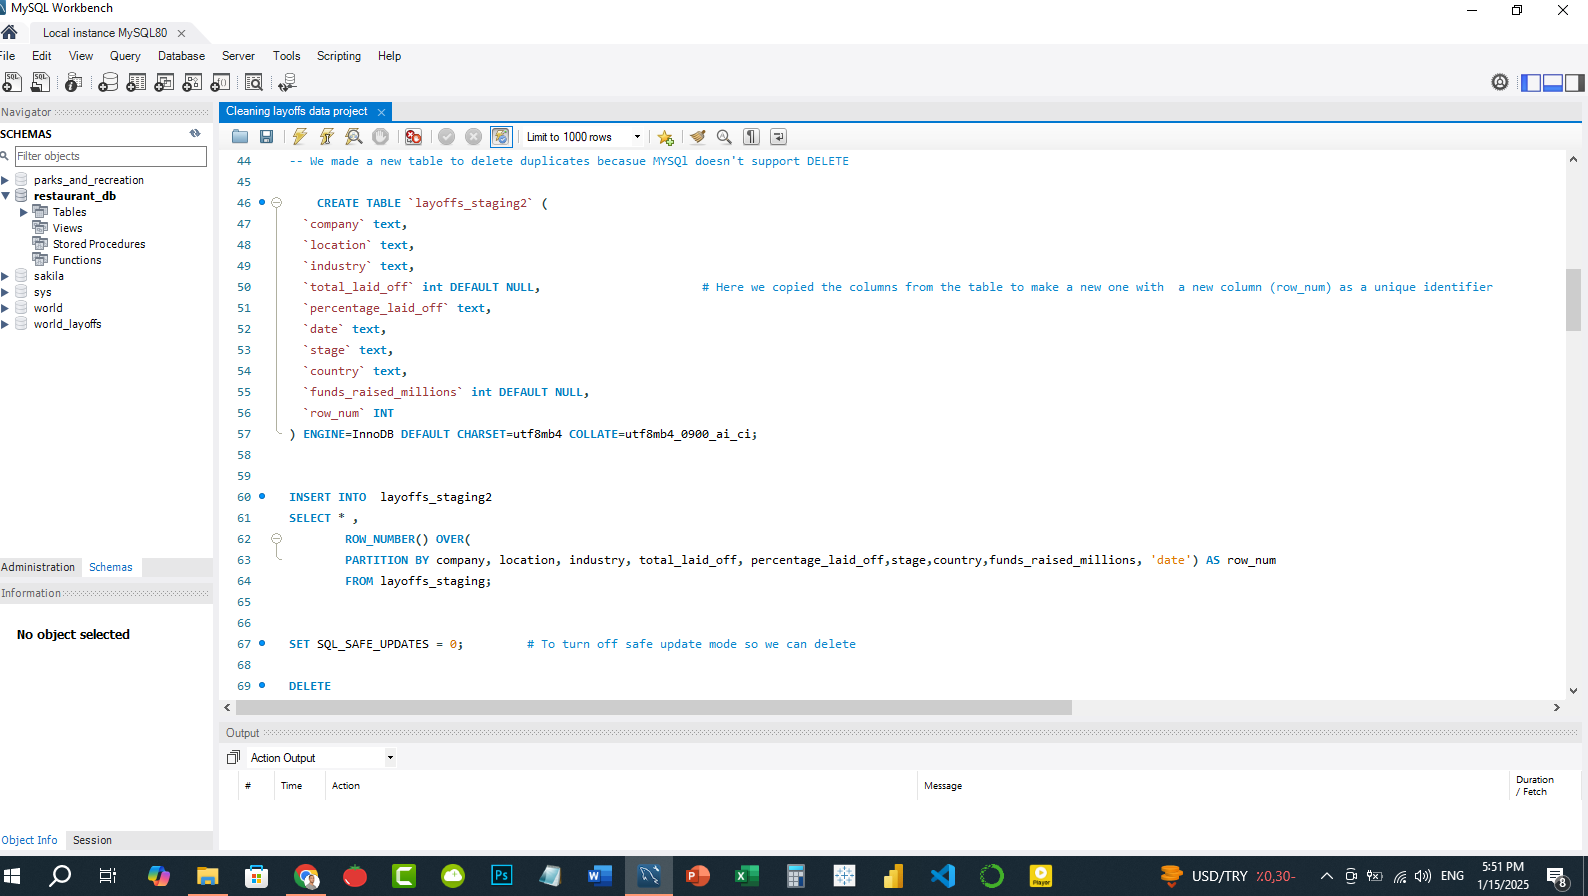 MySQL Workbench
Local instance MySQL80
File Edit View Query Database Server Tools Scripting Help
Navigator
SCHEMAS
Filter objects
parks_and_recreation
restaurant_db
Tables
Views
Stored Procedures
Functions
sakila
sys
world
world_layoffs
Administration Schemas
Information
No object selected
Object Info Session
Cleaning layoffs data project
Limit to 1000 rows
44 -- We made a new table to delete duplicates becasue MYSQl doesn't support DELETE
45
46 CREATE TABLE `layoffs_staging2` (
47 `company` text,
48 `location` text,
49 `industry` text,
50 `total_laid_off` int DEFAULT NULL, # Here we copied the columns from the table to make a new one with  a new column (row_num) as a unique identifier
51 `percentage_laid_off` text,
52 `date` text,
53 `stage` text,
54 `country` text,
55 `funds_raised_millions` int DEFAULT NULL,
56 `row_num` INT
57 ) ENGINE=InnoDB DEFAULT CHARSET=utf8mb4 COLLATE=utf8mb4_0900_ai_ci;
58
59
60 INSERT INTO  layoffs_staging2
61 SELECT * ,
62 ROW_NUMBER() OVER(
63 PARTITION BY company, location, industry, total_laid_off, percentage_laid_off,stage,country,funds_raised_millions, 'date') AS row_num
64 FROM layoffs_staging;
65
66
67 SET SQL_SAFE_UPDATES = 0; # To turn off safe update mode so we can delete
68
69 DELETE
Output
Action Output
# Time Action Message Duration / Fetch
USD/TRY ٪0,30- ENG 5:51 PM
1/15/2025
8